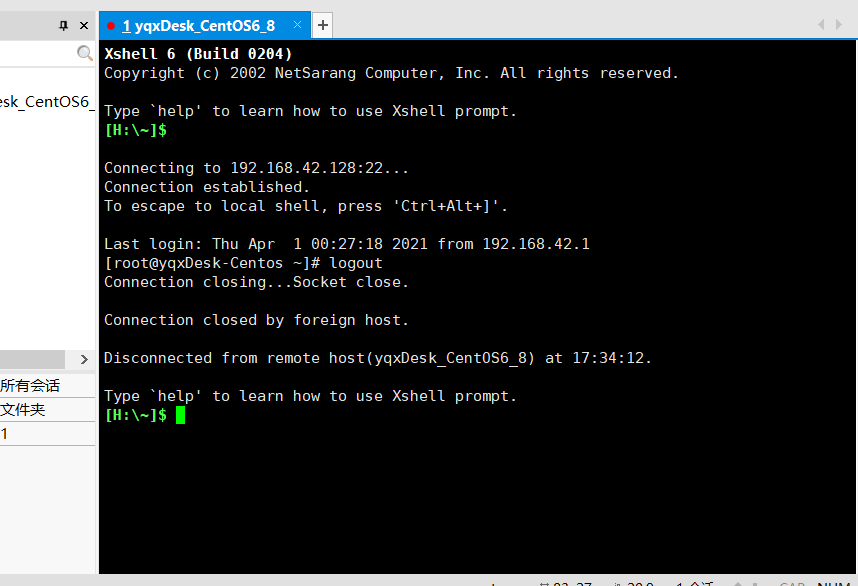 1 yqxDesk_CentOS6_8
Xshell 6 (Build 0204)
Copyright (c) 2002 NetSarang Computer, Inc. All rights reserved.
Type `help' to learn how to use Xshell prompt.
[H:\~]$
Connecting to 192.168.42.128:22...
Connection established.
To escape to local shell, press 'Ctrl+Alt+]'.
Last login: Thu Apr  1 00:27:18 2021 from 192.168.42.1
[root@yqxDesk-Centos ~]# logout
Connection closing...Socket close.
Connection closed by foreign host.
Disconnected from remote host(yqxDesk_CentOS6_8) at 17:34:12.
Type `help' to learn how to use Xshell prompt.
[H:\~]$
esk_CentOS6_
所有会话
文件夹
1